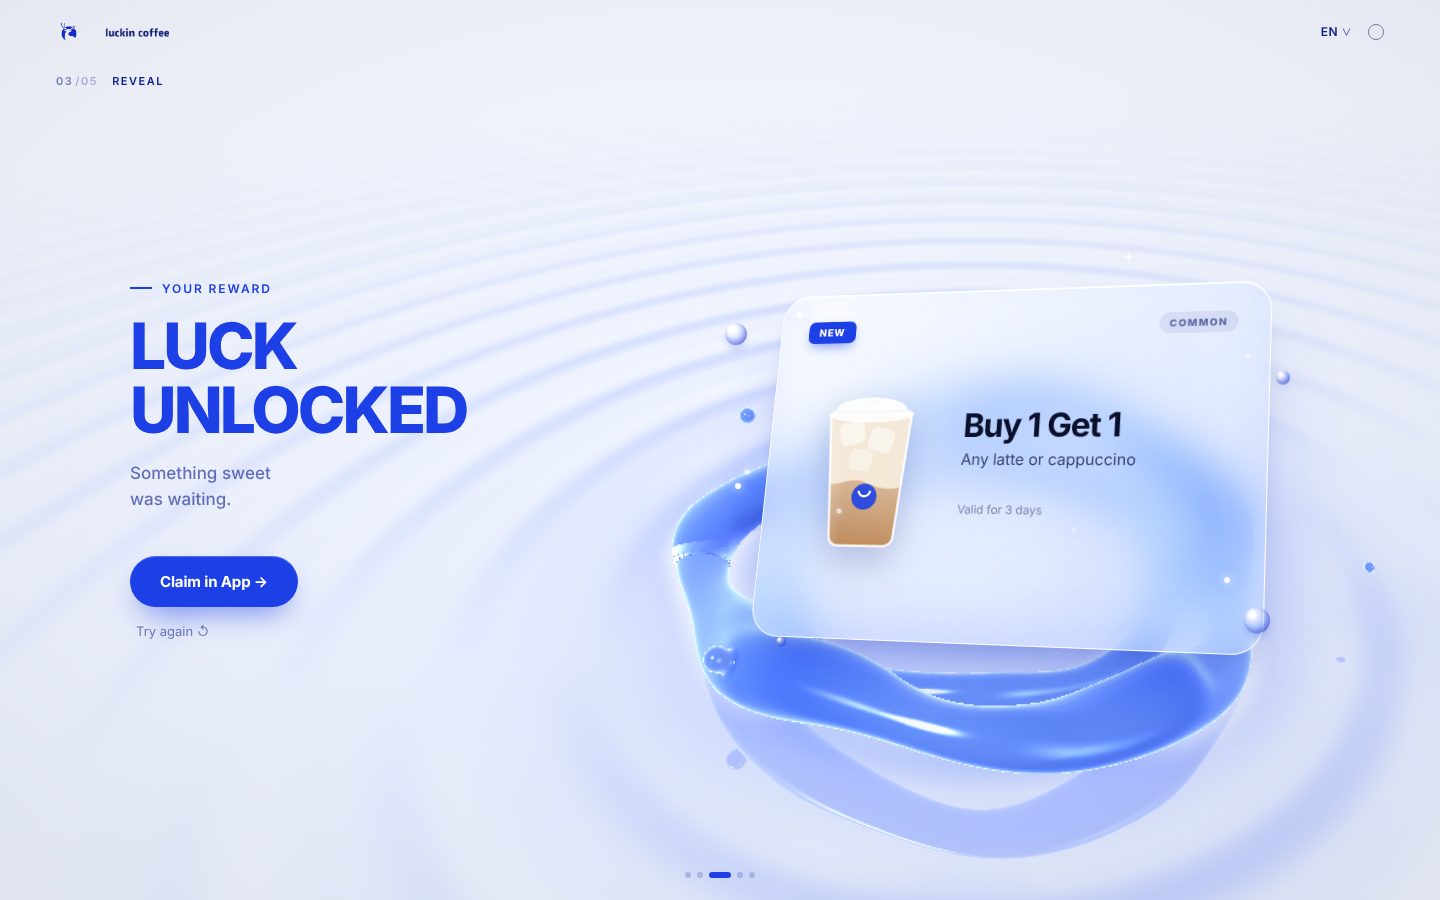 luckin coffee
EN
03 /05 REVEAL
YOUR REWARD
LUCK
UNLOCKED
Something sweet
was waiting.
Claim in App →
Try again ↺
NEW
COMMON
Buy 1 Get 1
Any latte or cappuccino
Valid for 3 days